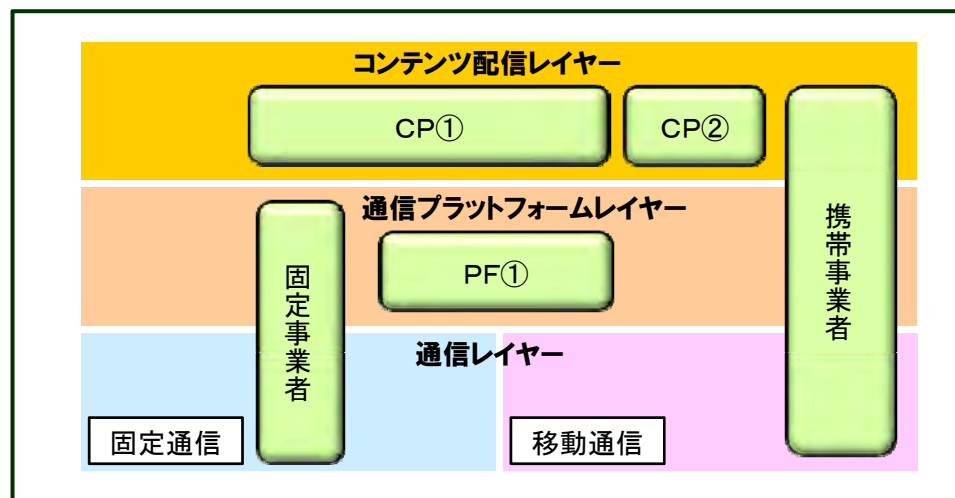 コンテンツ配信レイヤー
CP①
CP②
通信プラットフォームレイヤー
固定事業者
PF①
携帯事業者
通信レイヤー
固定通信
移動通信